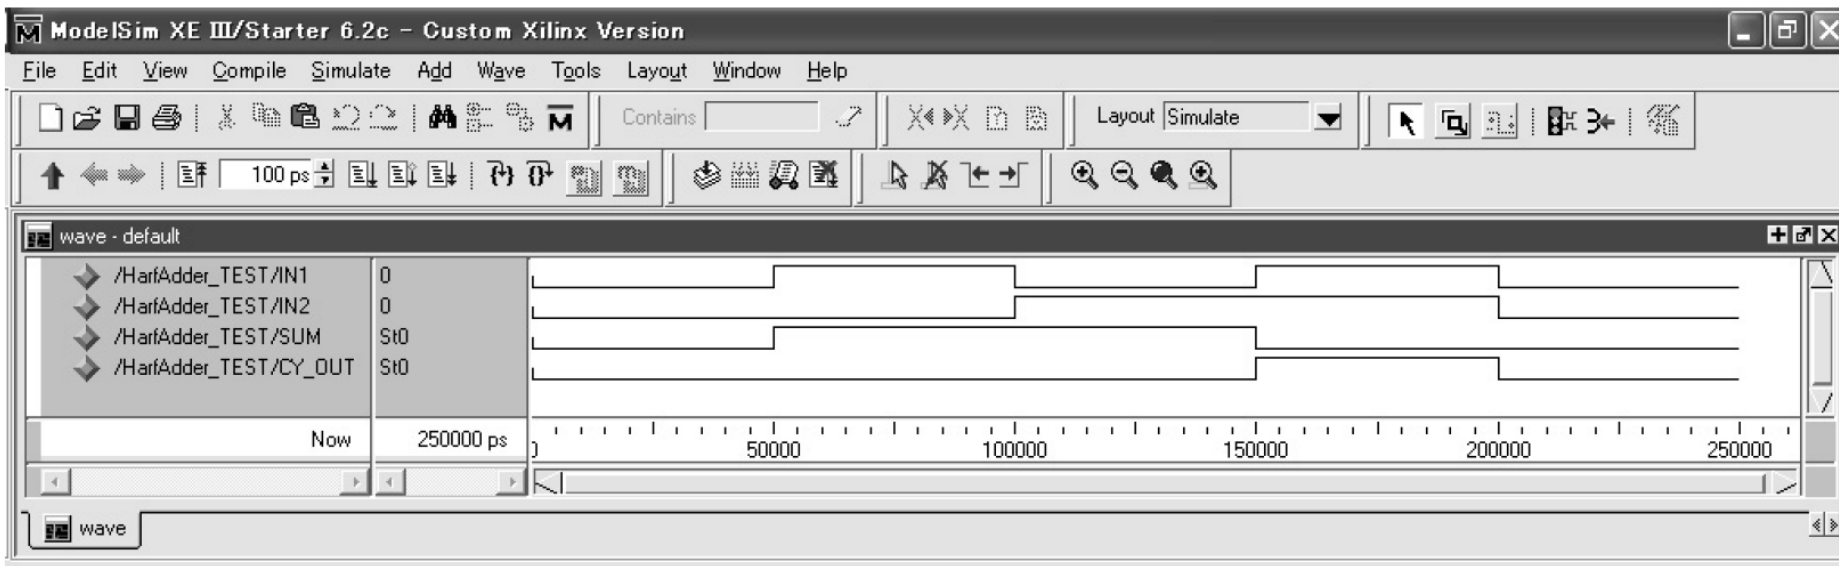 ModelSim XE III/Starter 6.2c - Custom Xilinx Version
File Edit View Compile Simulate Add Wave Tools Layout Window Help
Contains Layout Simulate
100 ps
wave - default
/HarfAdder_TEST/IN1 0
/HarfAdder_TEST/IN2 0
/HarfAdder_TEST/SUM St0
/HarfAdder_TEST/CY_OUT St0
Now 250000 ps 0 50000 100000 150000 200000 250000
wave